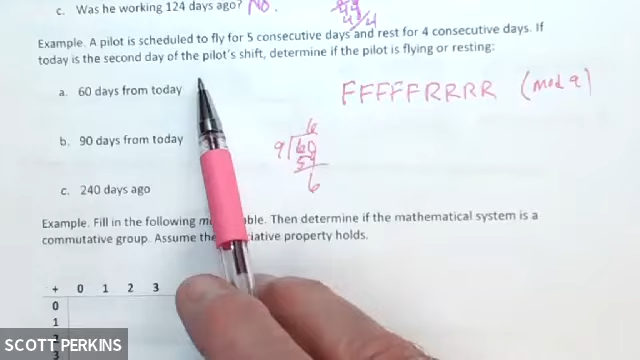 c. Was he working 124 days ago? No.
Example. A pilot is scheduled to fly for 5 consecutive days and rest for 4 consecutive days. If
today is the second day of the pilot's shift, determine if the pilot is flying or resting:
a. 60 days from today
FFFFFRRRR (mod 9)
b. 90 days from today
6
9 60
54
6
c. 240 days ago
Example. Fill in the following m ble. Then determine if the mathematical system is a
commutative group. Assume the iative property holds.
+ 0 1 2 3
0
1
3
SCOTT PERKINS